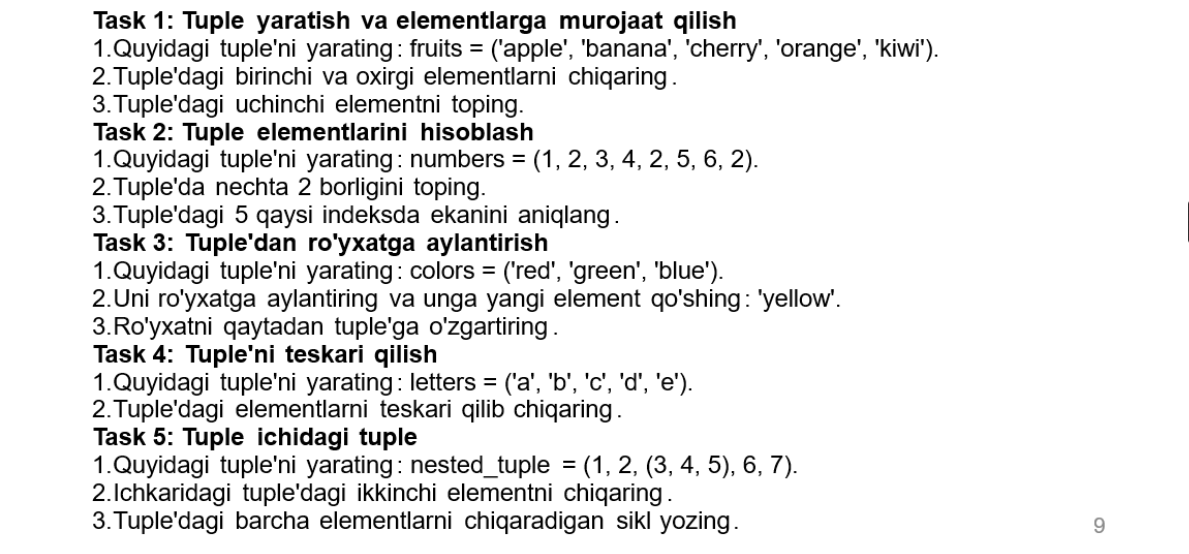 Task 1: Tuple yaratish va elementlarga murojaat qilish
1.Quyidagi tuple'ni yarating: fruits = ('apple', 'banana', 'cherry', 'orange', 'kiwi').
2.Tuple'dagi birinchi va oxirgi elementlarni chiqaring.
3.Tuple'dagi uchinchi elementni toping.
Task 2: Tuple elementlarini hisoblash
1.Quyidagi tuple'ni yarating: numbers = (1, 2, 3, 4, 2, 5, 6, 2).
2.Tuple'da nechta 2 borligini toping.
3.Tuple'dagi 5 qaysi indeksda ekanini aniqlang.
Task 3: Tuple'dan ro'yxatga aylantirish
1.Quyidagi tuple'ni yarating: colors = ('red', 'green', 'blue').
2.Uni ro'yxatga aylantiring va unga yangi element qo'shing: 'yellow'.
3.Ro'yxatni qaytadan tuple'ga o'zgartiring.
Task 4: Tuple'ni teskari qilish
1.Quyidagi tuple'ni yarating: letters = ('a', 'b', 'c', 'd', 'e').
2.Tuple'dagi elementlarni teskari qilib chiqaring.
Task 5: Tuple ichidagi tuple
1.Quyidagi tuple'ni yarating: nested_tuple = (1, 2, (3, 4, 5), 6, 7).
2.Ichkaridagi tuple'dagi ikkinchi elementni chiqaring.
3.Tuple'dagi barcha elementlarni chiqaradigan sikl yozing.
9